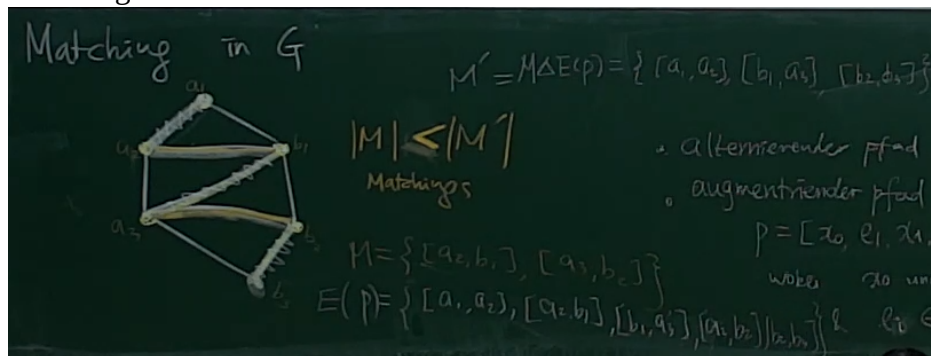 Matching in G
M' = M∆E(p) = { [a₁, a₂], [b₁, a₃], [b₂, b₃] }
a₁
a₂
b₁
a₃
b₂
b₃
|M| < |M'|
Matchings
• alternierender pfad
• augmentriender pfad
p = [x₀, e₁, x₁,
M = { [a₂, b₁], [a₃, b₂] }
wobei x₀ un
E(p) = { [a₁, a₂], [a₂ b₁], [b₁, a₃], [a₃, b₂] [b₂, b₃] } &